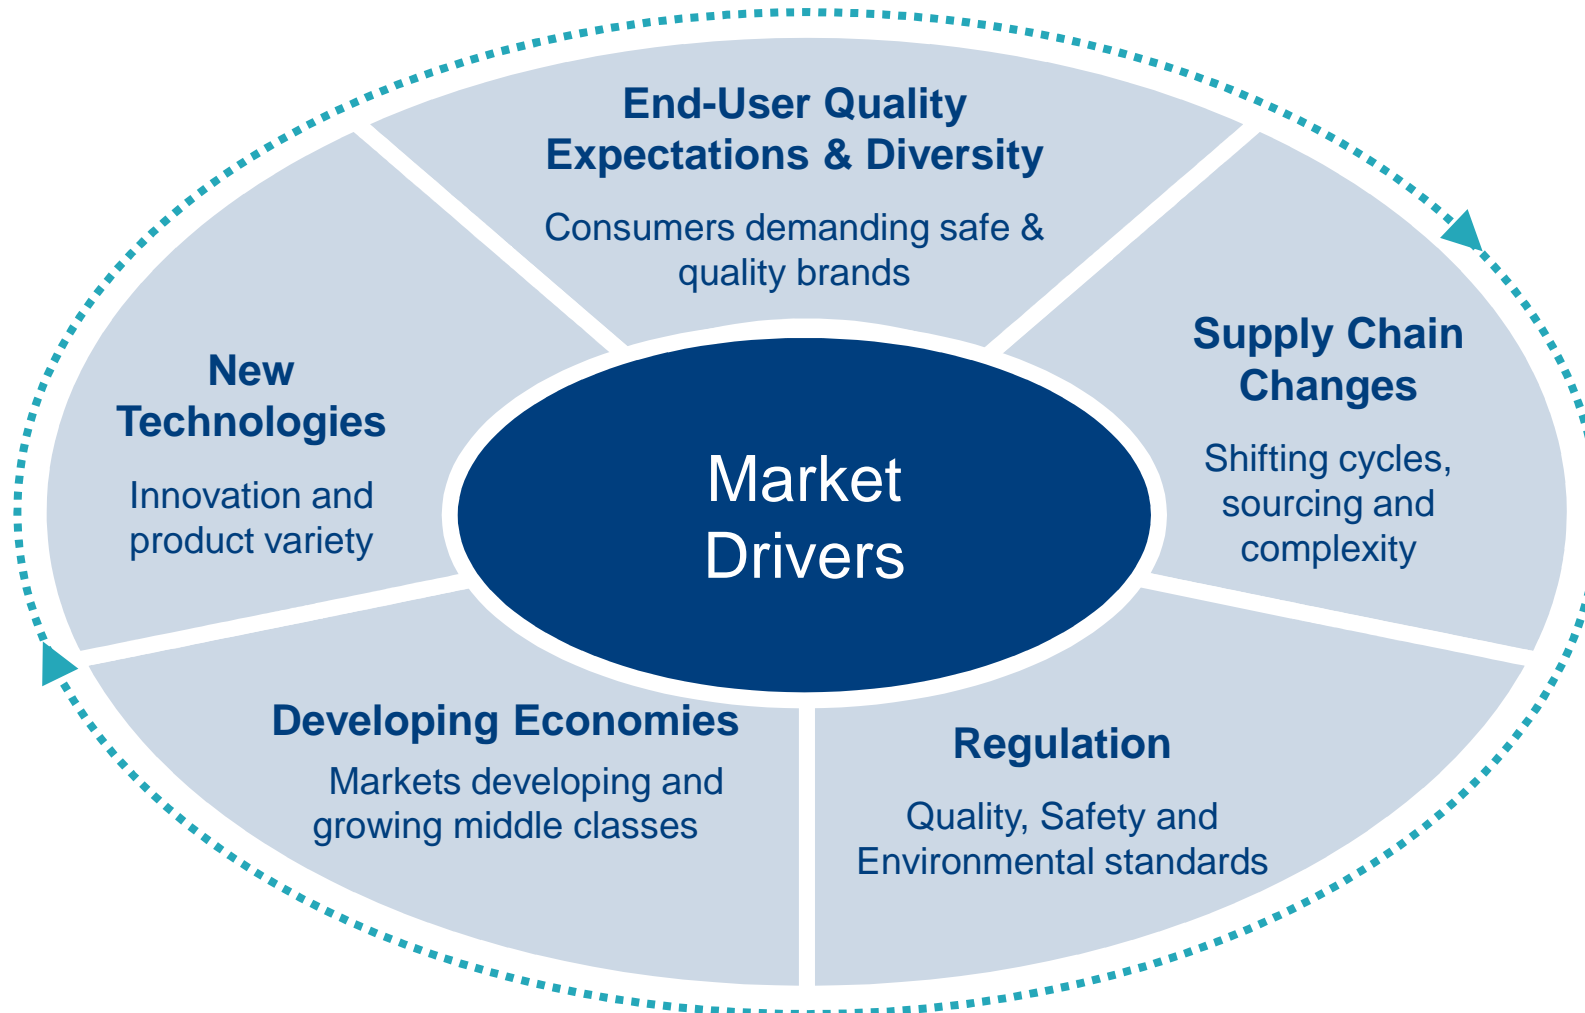 End-User Quality
Expectations & Diversity
Consumers demanding safe &
quality brands
Supply Chain
Changes
Shifting cycles,
sourcing and
complexity
New
Technologies
Innovation and
product variety
Market
Drivers
Developing Economies
Markets developing and
growing middle classes
Regulation
Quality, Safety and
Environmental standards